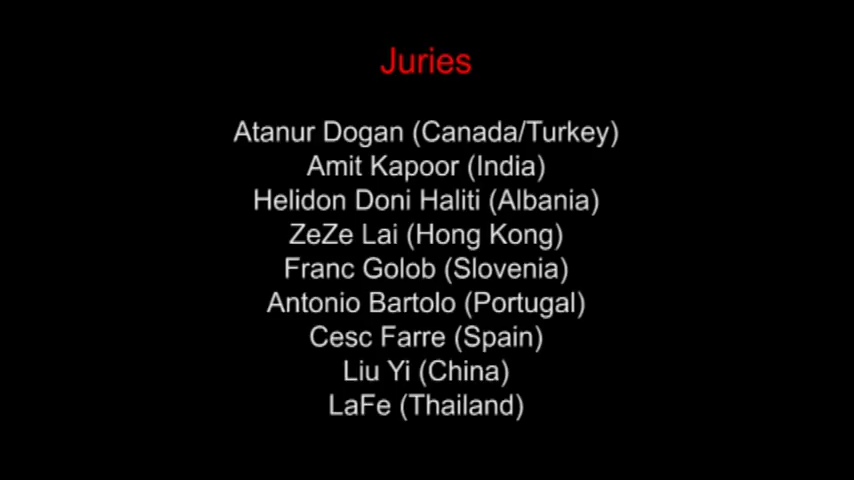 Juries
Atanur Dogan (Canada/Turkey)
Amit Kapoor (India)
Helidon Doni Haliti (Albania)
ZeZe Lai (Hong Kong)
Franc Golob (Slovenia)
Antonio Bartolo (Portugal)
Cesc Farre (Spain)
Liu Yi (China)
LaFe (Thailand)